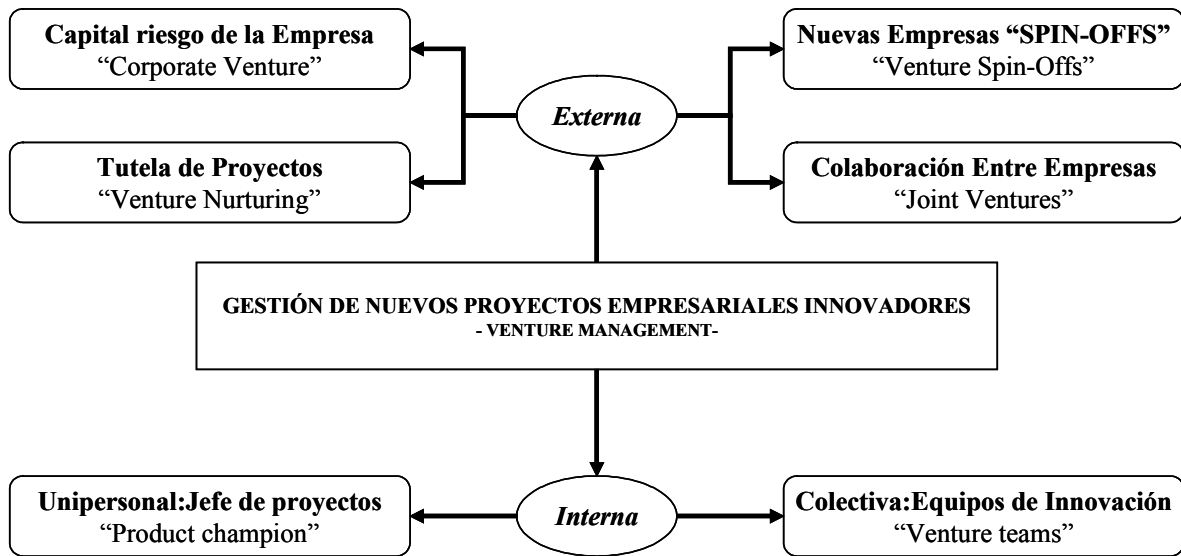 Capital riesgo de la Empresa
“Corporate Venture”
Nuevas Empresas “SPIN-OFFS”
“Venture Spin-Offs”
Externa
Tutela de Proyectos
“Venture Nurturing”
Colaboración Entre Empresas
“Joint Ventures”
GESTIÓN DE NUEVOS PROYECTOS EMPRESARIALES INNOVADORES
- VENTURE MANAGEMENT-
Unipersonal:Jefe de proyectos
“Product champion”
Interna
Colectiva:Equipos de Innovación
“Venture teams”